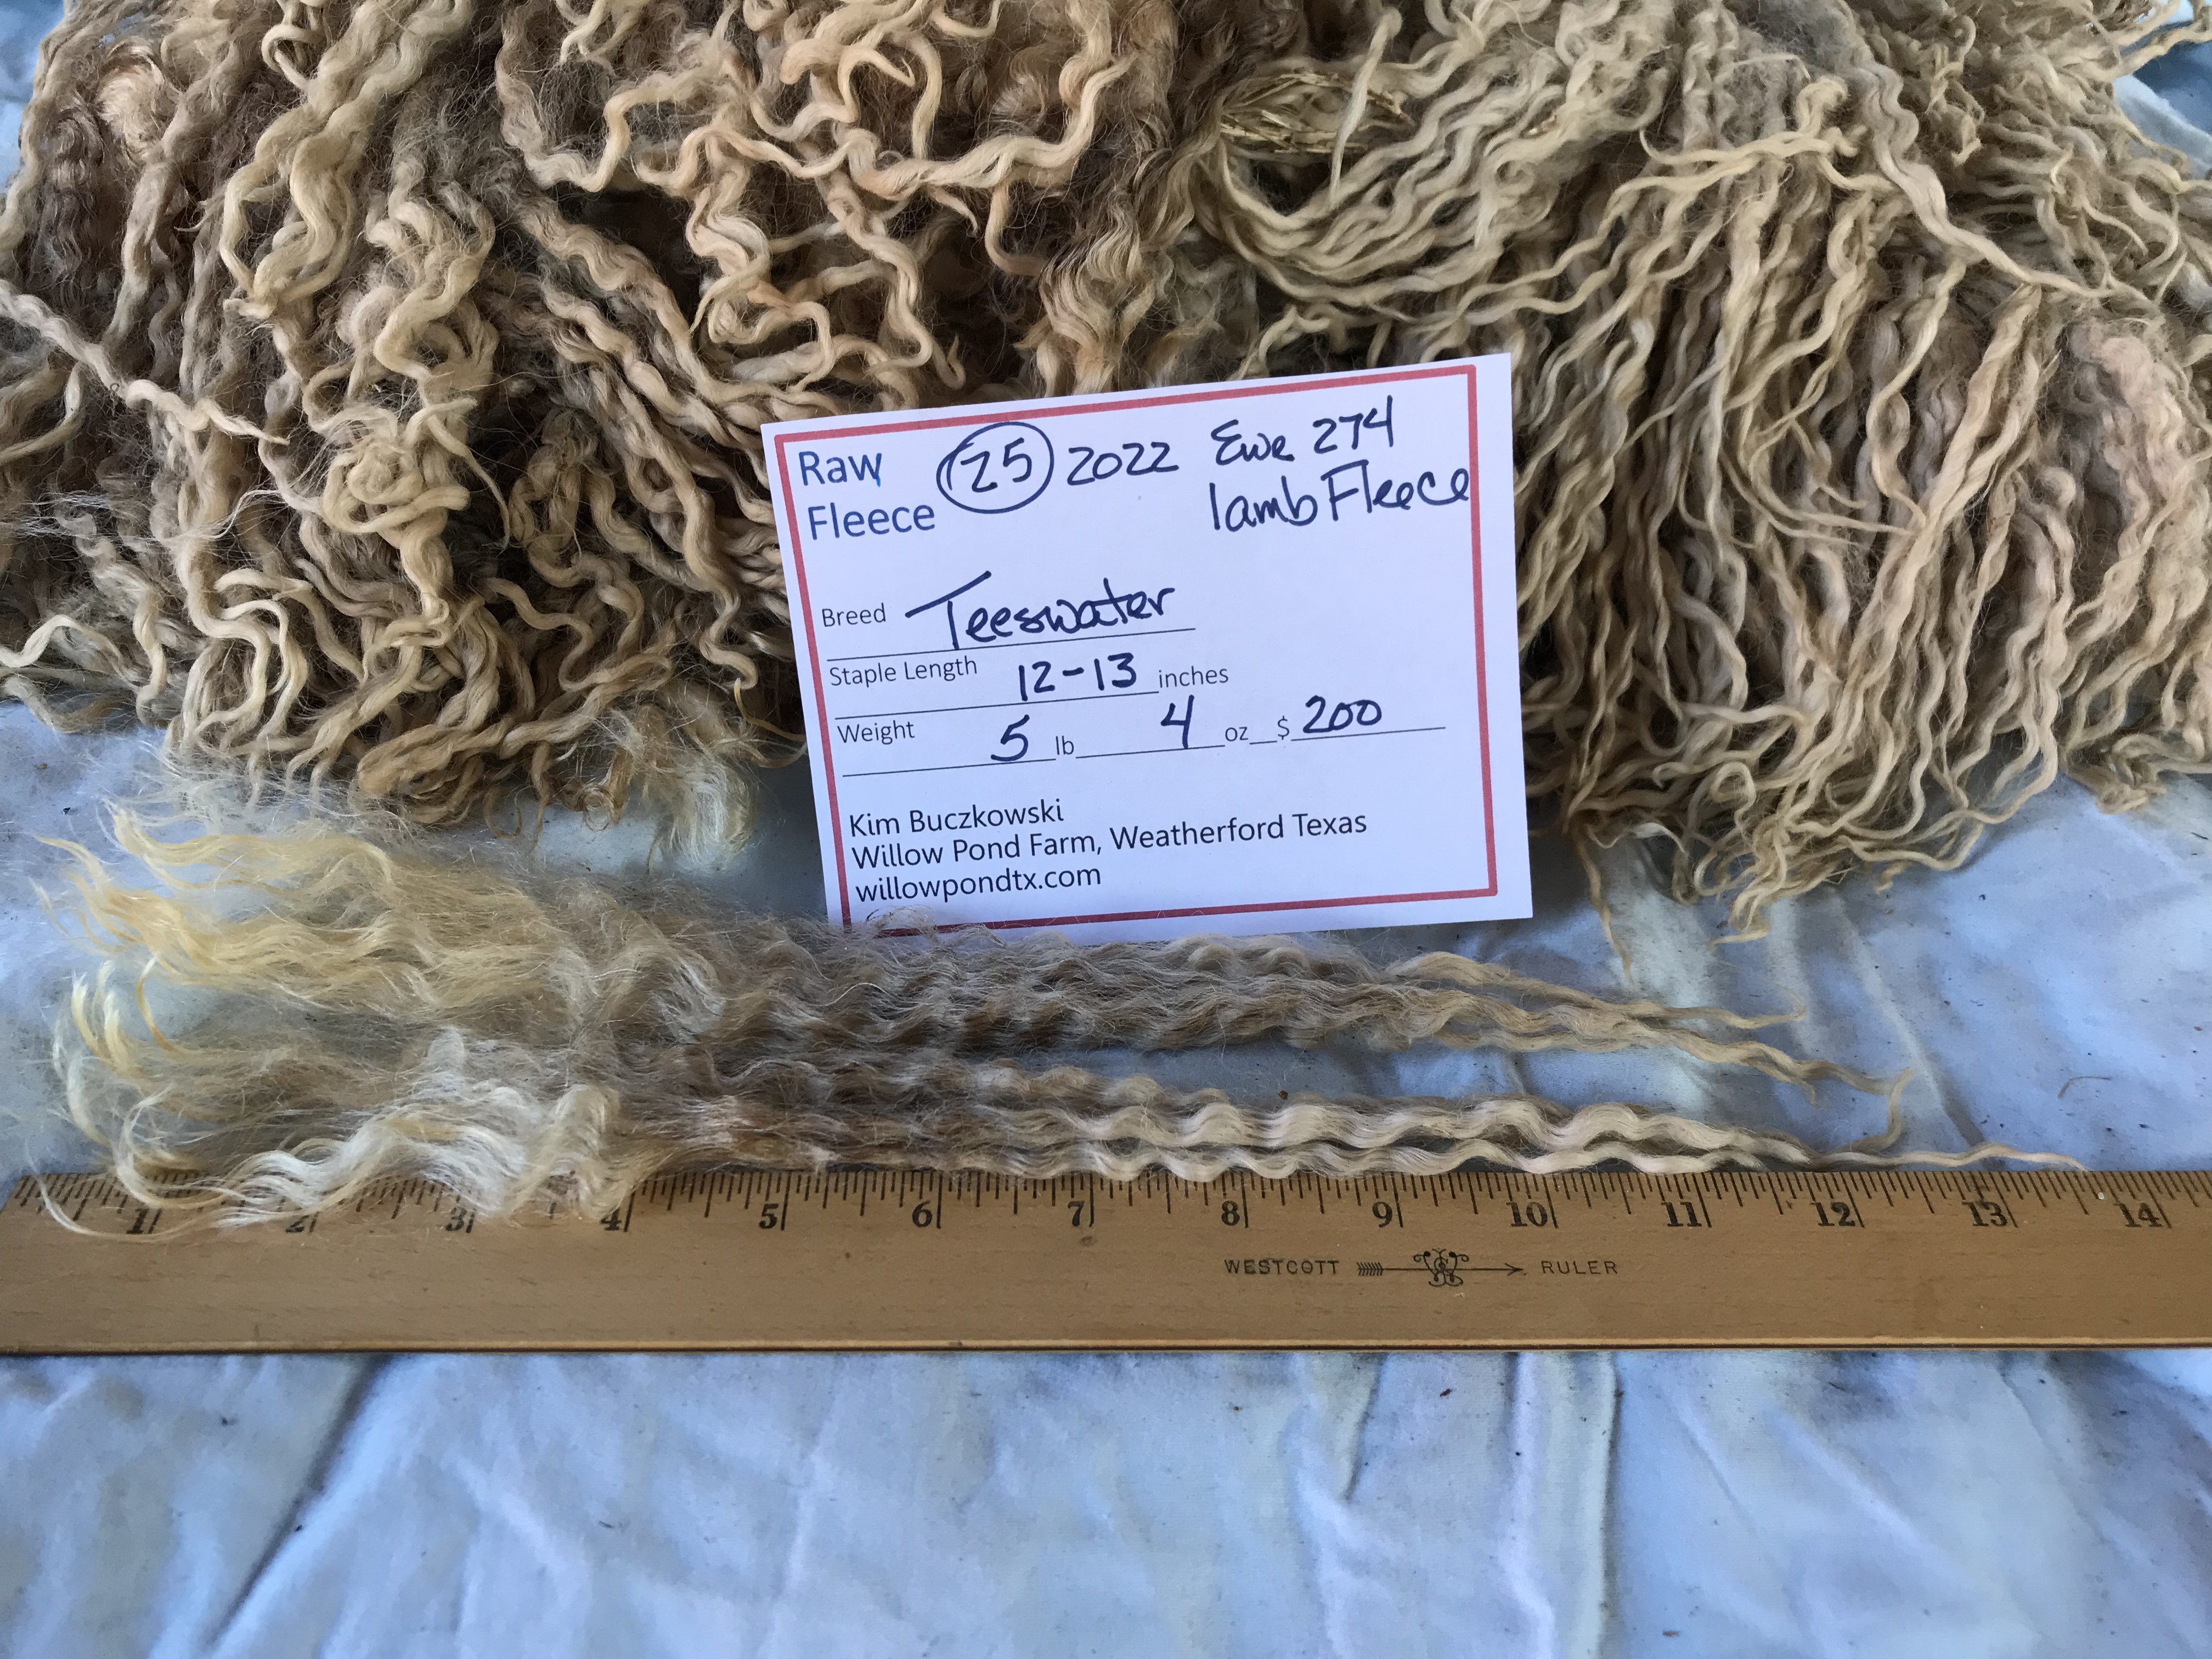 Raw Fleece 25 2022 Ewe 274
lamb Fleece
Breed Teeswater
Staple Length 12-13 inches
Weight 5 lb 4 oz $ 200
Kim Buczkowski
Willow Pond Farm, Weatherford Texas
willowpondtx.com
1 2 3 4 5 6 7 8 9 10 11 12 13 14
WESTCOTT RULER